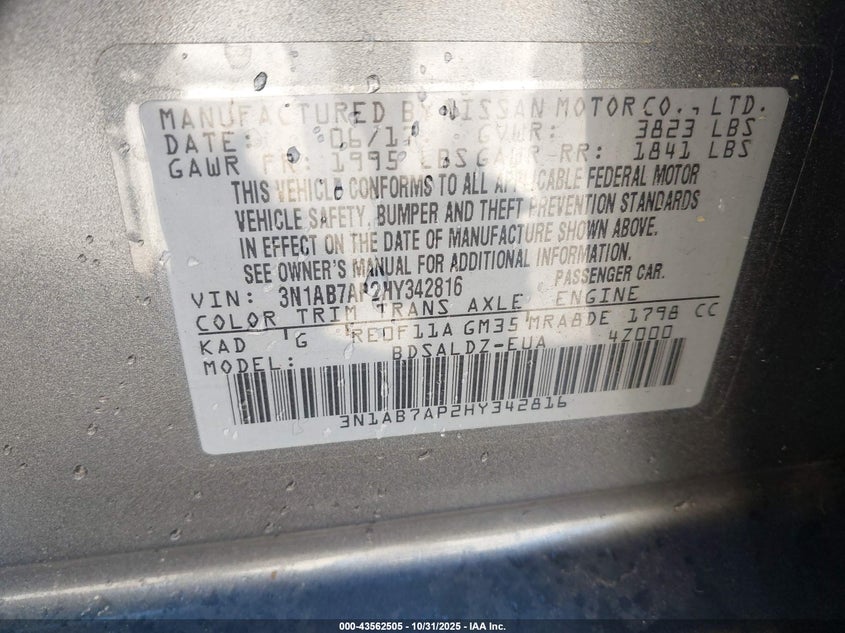 MANUFACTURED BY NISSAN MOTOR CO., LTD.
DATE: 06/17 GVWR: 3823 LBS
GAWR FR: 1995 LBS GAWR RR: 1841 LBS
THIS VEHICLE CONFORMS TO ALL APPLICABLE FEDERAL MOTOR
VEHICLE SAFETY, BUMPER AND THEFT PREVENTION STANDARDS
IN EFFECT ON THE DATE OF MANUFACTURE SHOWN ABOVE.
SEE OWNER'S MANUAL FOR ADDITIONAL INFORMATION.
VIN: 3N1AB7AP2HY342816 PASSENGER CAR.
COLOR TRIM TRANS AXLE ENGINE
KAD G RE0F11A GM35 MRA8DE 1798 CC
MODEL: BDSALDZ-EUA 4Z000
3N1AB7AP2HY342816
000-43562505 - 10/31/2025 - IAA Inc.